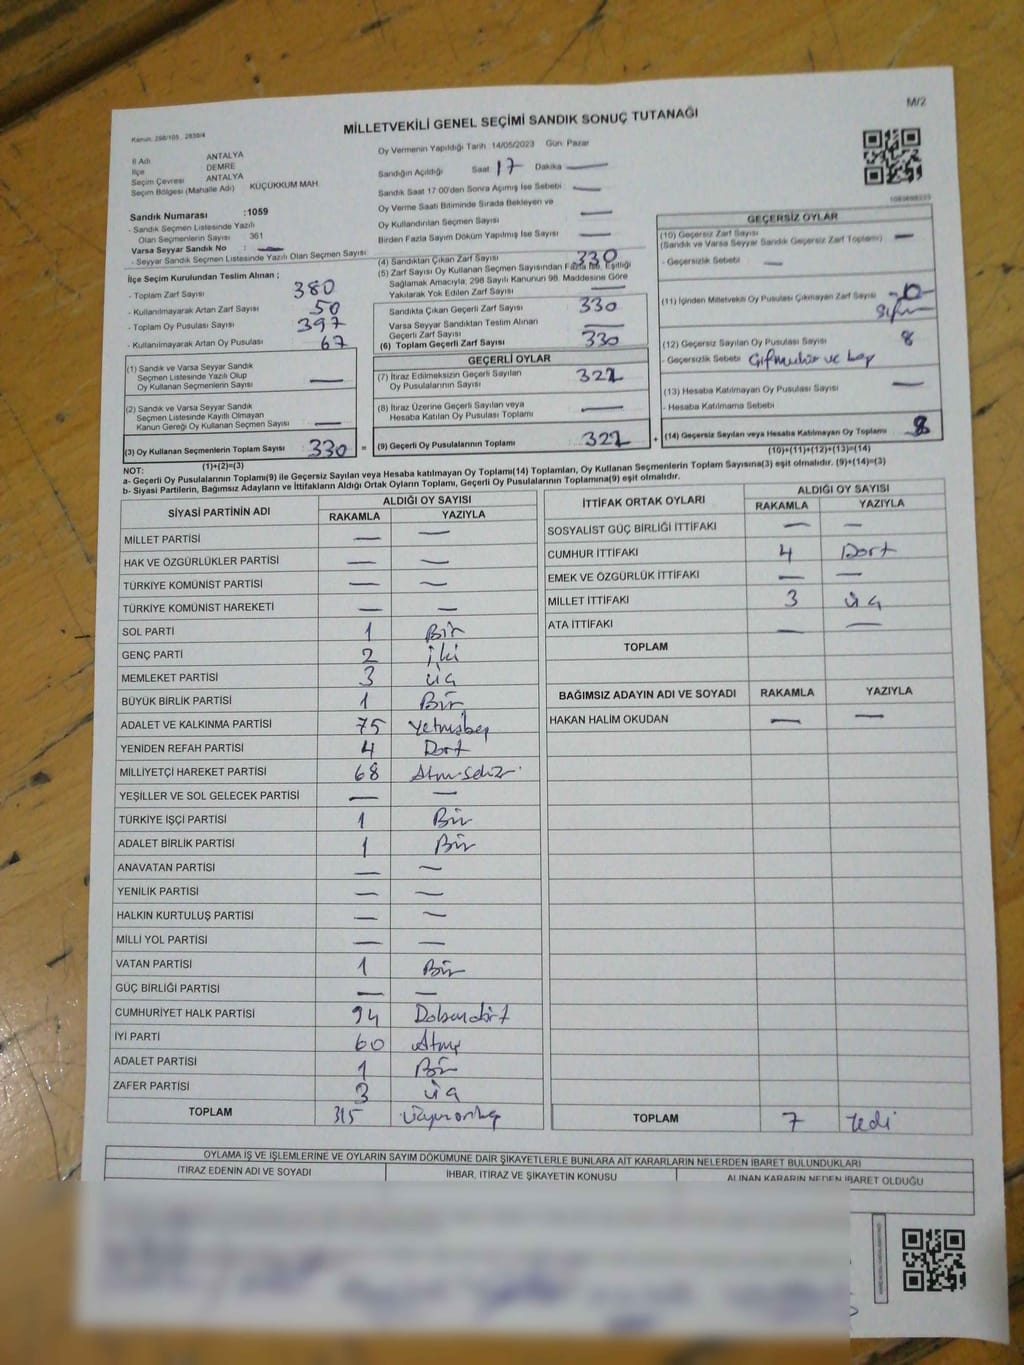 M/2
Kanun: 298/105 , 2839/4
MİLLETVEKİLİ GENEL SEÇİMİ SANDIK SONUÇ TUTANAĞI
İl Adı ANTALYA
İlçe DEMRE
Seçim Çevresi ANTALYA
Seçim Bölgesi (Mahalle Adı) KÜÇÜKKUM MAH.
Sandık Numarası :1059
- Sandık Seçmen Listesinde Yazılı
Olan Seçmenlerin Sayısı : 361
Varsa Seyyar Sandık No : —
- Seyyar Sandık Seçmen Listesinde Yazılı Olan Seçmen Sayısı
İlçe Seçim Kurulundan Teslim Alınan ;
- Toplam Zarf Sayısı 380
- Kullanılmayarak Artan Zarf Sayısı 50
- Toplam Oy Pusulası Sayısı 397
- Kullanılmayarak Artan Oy Pusulası 67
(1) Sandık ve Varsa Seyyar Sandık
Seçmen Listesinde Yazılı Olup
Oy Kullanan Seçmenlerin Sayısı —
(2) Sandık ve Varsa Seyyar Sandık
Seçmen Listesinde Kayıtlı Olmayan
Kanun Gereği Oy Kullanan Seçmen Sayısı —
(3) Oy Kullanan Seçmenlerin Toplam Sayısı 330 =
(1)+(2)=(3)
Oy Vermenin Yapıldığı Tarih 14/05/2023 Gün Pazar
Sandığın Açıldığı Saat 17 Dakika —
Sandık Saat 17:00'den Sonra Açılmış İse Sebebi —
Oy Verme Saati Bitiminde Sırada Bekleyen ve
Oy Kullandırılan Seçmen Sayısı —
Birden Fazla Sayım Döküm Yapılmış İse Sayısı —
(4) Sandıktan Çıkan Zarf Sayısı 330
(5) Zarf Sayısı Oy Kullanan Seçmen Sayısından Fazla İse, Eşitliği
Sağlamak Amacıyla, 298 Sayılı Kanunun 98. Maddesine Göre
Yakılarak Yok Edilen Zarf Sayısı —
Sandıkta Çıkan Geçerli Zarf Sayısı 330
Varsa Seyyar Sandıktan Teslim Alınan
Geçerli Zarf Sayısı —
(6) Toplam Geçerli Zarf Sayısı 330
GEÇERLİ OYLAR
(7) İtiraz Edilmeksizin Geçerli Sayılan
Oy Pusulalarının Sayısı 322
(8) İtiraz Üzerine Geçerli Sayılan veya
Hesaba Katılan Oy Pusulası Toplamı —
(9) Geçerli Oy Pusulalarının Toplamı 322 +
GEÇERSİZ OYLAR
(10) Geçersiz Zarf Sayısı —
(Sandık ve Varsa Seyyar Sandık Geçersiz Zarf Toplamı)
- Geçersizlik Sebebi —
(11) İçinden Milletvekili Oy Pusulası Çıkmayan Zarf Sayısı -0-
Sıfır
(12) Geçersiz Sayılan Oy Pusulası Sayısı 8
- Geçersizlik Sebebi ve
(13) Hesaba Katılmayan Oy Pusulası Sayısı —
- Hesaba Katılmama Sebebi
(14) Geçersiz Sayılan veya Hesaba Katılmayan Oy Toplamı 8
(10)+(11)+(12)+(13)=(14)
NOT:
a- Geçerli Oy Pusulalarının Toplamı(9) ile Geçersiz Sayılan veya Hesaba katılmayan Oy Toplamı(14) Toplamları, Oy Kullanan Seçmenlerin Toplam Sayısına(3) eşit olmalıdır. (9)+(14)=(3)
b- Siyasi Partilerin, Bağımsız Adayların ve İttifakların Aldığı Ortak Oyların Toplamı, Geçerli Oy Pusulalarının Toplamına(9) eşit olmalıdır.
SİYASİ PARTİNİN ADI ALDIĞI OY SAYISI
RAKAMLA YAZIYLA
MİLLET PARTİSİ — —
HAK VE ÖZGÜRLÜKLER PARTİSİ — —
TÜRKİYE KOMÜNİST PARTİSİ — —
TÜRKİYE KOMÜNİST HAREKETİ — —
SOL PARTİ 1 Bir
GENÇ PARTİ 2 İki
MEMLEKET PARTİSİ 3 üç
BÜYÜK BİRLİK PARTİSİ 1 Bir
ADALET VE KALKINMA PARTİSİ 75 Yetmişbeş
YENİDEN REFAH PARTİSİ 4 Dort
MİLLİYETÇİ HAREKET PARTİSİ 68 Atmısekiz
YEŞİLLER VE SOL GELECEK PARTİSİ — —
TÜRKİYE İŞÇİ PARTİSİ 1 Bir
ADALET BİRLİK PARTİSİ 1 Bir
ANAVATAN PARTİSİ — —
YENİLİK PARTİSİ — —
HALKIN KURTULUŞ PARTİSİ — —
MİLLİ YOL PARTİSİ — —
VATAN PARTİSİ 1 Bir
GÜÇ BİRLİĞİ PARTİSİ — —
CUMHURİYET HALK PARTİSİ 94 Doksandört
İYİ PARTİ 60 Atmış
ADALET PARTİSİ 1 Bir
ZAFER PARTİSİ 3 üç
TOPLAM 315 üçyüzonbeş
İTTİFAK ORTAK OYLARI ALDIĞI OY SAYISI
RAKAMLA YAZIYLA
SOSYALİST GÜÇ BİRLİĞİ İTTİFAKI — —
CUMHUR İTTİFAKI 4 Dort
EMEK VE ÖZGÜRLÜK İTTİFAKI — —
MİLLET İTTİFAKI 3 üç
ATA İTTİFAKI — —
TOPLAM
BAĞIMSIZ ADAYIN ADI VE SOYADI RAKAMLA YAZIYLA
HAKAN HALİM OKUDAN — —
TOPLAM 7 Yedi
OYLAMA İŞ VE İŞLEMLERİNE VE OYLARIN SAYIM DÖKÜMÜNE DAİR ŞİKAYETLERLE BUNLARA AİT KARARLARIN NELERDEN İBARET BULUNDUKLARI
İTİRAZ EDENİN ADI VE SOYADI İHBAR, İTİRAZ VE ŞİKAYETİN KONUSU ALINAN KARARIN NEDEN İBARET OLDUĞU